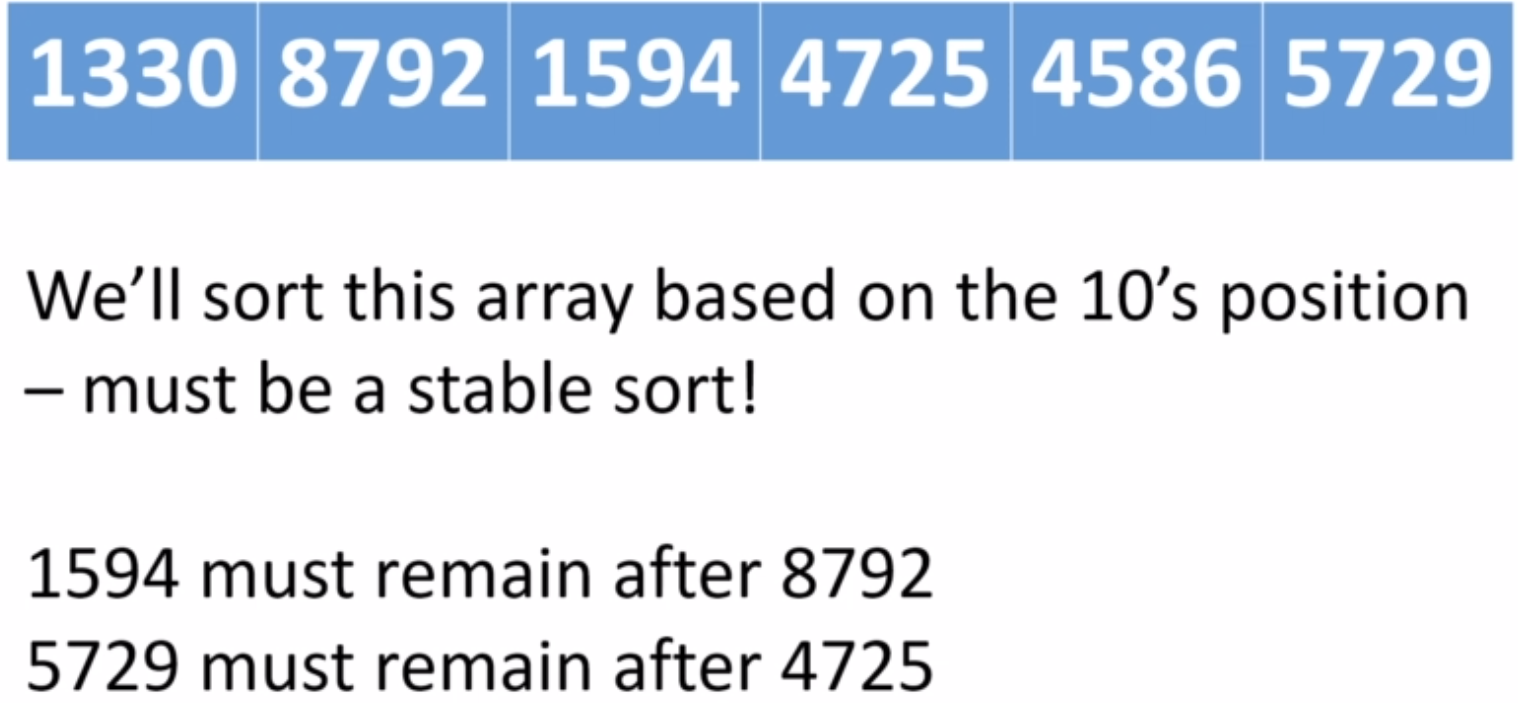 1330 8792 1594 4725 4586 5729
We’ll sort this array based on the 10’s position
– must be a stable sort!
1594 must remain after 8792
5729 must remain after 4725